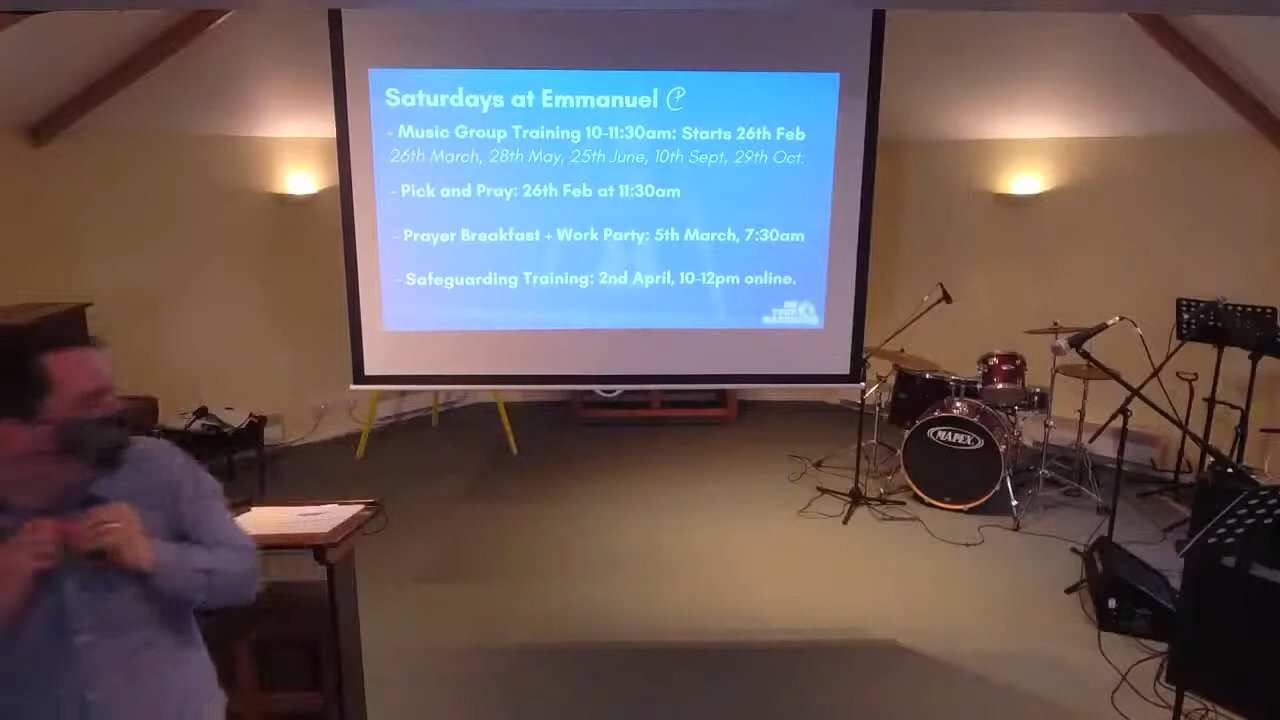 Saturdays at Emmanuel
- Music Group Training 10-11:30am: Starts 26th Feb
26th March, 28th May, 25th June, 10th Sept, 29th Oct.
- Pick and Pray: 26th Feb at 11:30am
- Prayer Breakfast + Work Party: 5th March, 7:30am
- Safeguarding Training: 2nd April, 10-12pm online.
MAPEX